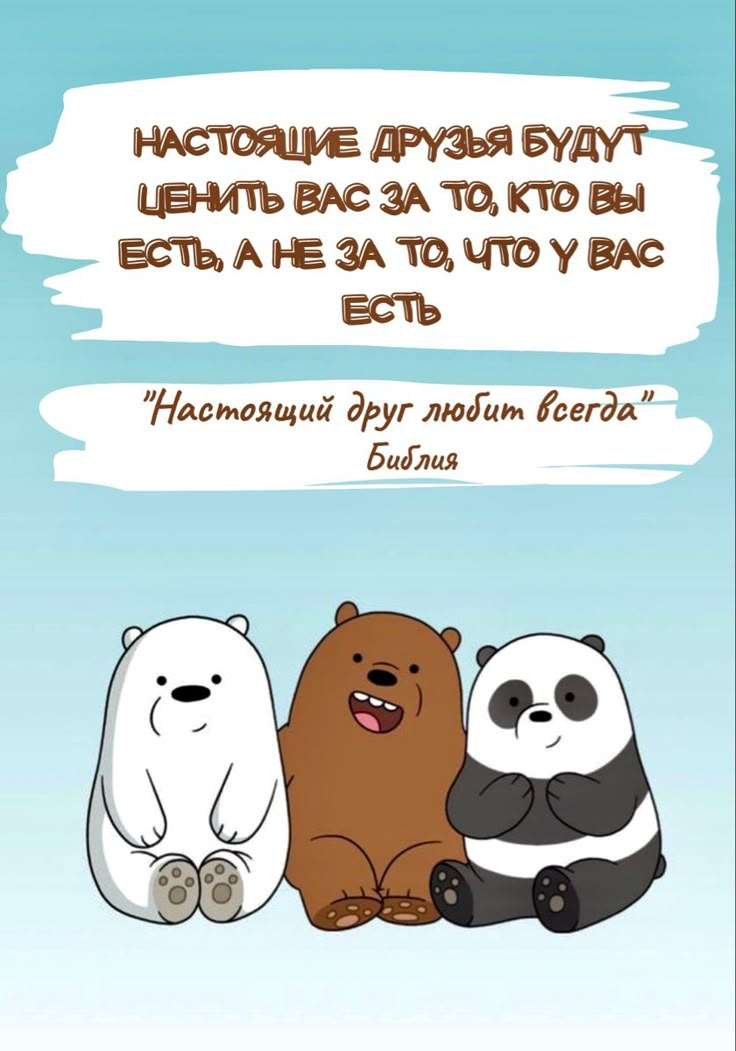 НАСТОЯЩИЕ ДРУЗЬЯ БУДУТ
ЦЕНИТЬ ВАС ЗА ТО, КТО ВЫ
ЕСТЬ, А НЕ ЗА ТО, ЧТО У ВАС
ЕСТЬ
"Настоящий друг любит всегда"
Библия